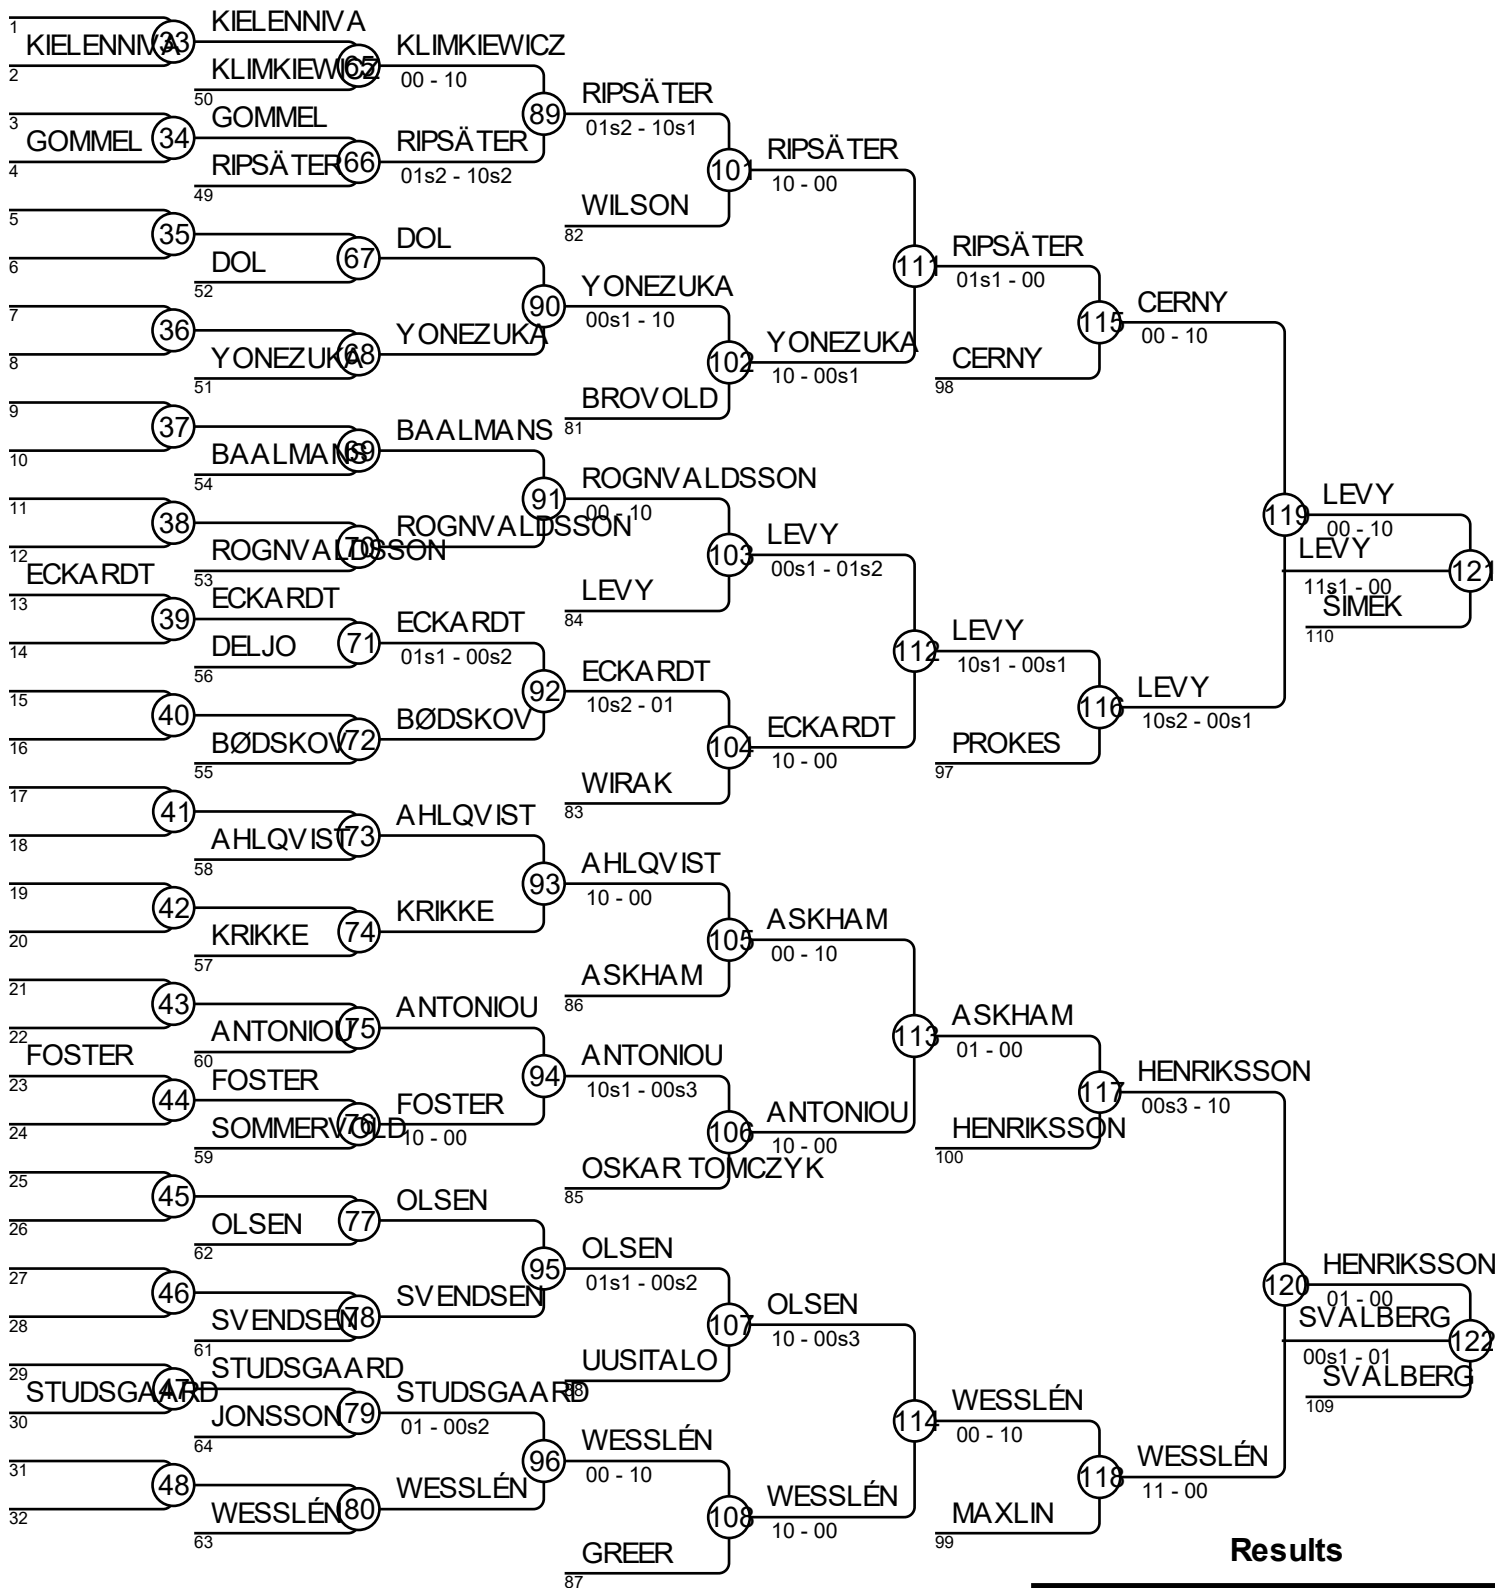 1
KIELENNIVA 33
2
KIELENNIVA
KLIMKIEWICZ 65
50
KLIMKIEWICZ
00 - 10
3
GOMMEL 34
4
GOMMEL
RIPSÄTER 66
49
RIPSÄTER
01s2 - 10s2
89
RIPSÄTER
01s2 - 10s1
WILSON
82
101
RIPSÄTER
10 - 00
5
35
6
DOL 67
52
DOL
7
36
8
YONEZUKA 68
51
YONEZUKA
90
YONEZUKA
00s1 - 10
BROVOLD
81
102
YONEZUKA
10 - 00s1
111
RIPSÄTER
01s1 - 00
CERNY
98
115
CERNY
00 - 10
9
37
10
BAALMANS 69
54
BAALMANS
11
38
12
ROGNVALDSSON 70
53
ROGNVALDSSON
91
ROGNVALDSSON
00 - 10
LEVY
84
103
LEVY
00s1 - 01s2
ECKARDT
13
39
14
ECKARDT
DELJO 71
56
ECKARDT
01s1 - 00s2
15
40
16
BØDSKOV 72
55
BØDSKOV
92
ECKARDT
10s2 - 01
WIRAK
83
104
ECKARDT
10 - 00
112
LEVY
10s1 - 00s1
PROKES
97
116
LEVY
10s2 - 00s1
119
LEVY
00 - 10
LEVY
11s1 - 00
ŠIMEK
110
121
17
41
18
AHLQVIST 73
58
AHLQVIST
19
42
20
KRIKKE 74
57
KRIKKE
93
AHLQVIST
10 - 00
ASKHAM
86
105
ASKHAM
00 - 10
21
43
22
ANTONIOU 75
60
ANTONIOU
FOSTER
23
44
24
FOSTER
SOMMERVOLD 76
59
FOSTER
10 - 00
94
ANTONIOU
10s1 - 00s3
OSKAR TOMCZYK
85
106
ANTONIOU
10 - 00
113
ASKHAM
01 - 00
HENRIKSSON
100
117
HENRIKSSON
00s3 - 10
25
45
26
OLSEN 77
62
OLSEN
27
46
28
SVENDSEN 78
61
SVENDSEN
95
OLSEN
01s1 - 00s2
UUSITALO
88
107
OLSEN
10 - 00s3
29
STUDSGAARD 47
30
STUDSGAARD
JONSSON 79
64
STUDSGAARD
01 - 00s2
31
48
32
WESSLÉN 80
63
WESSLÉN
96
WESSLÉN
00 - 10
GREER
87
108
WESSLÉN
10 - 00
114
WESSLÉN
00 - 10
MAXLIN
99
118
WESSLÉN
11 - 00
120
HENRIKSSON
01 - 00
SVALBERG
00s1 - 01
SVALBERG
109
122
Results